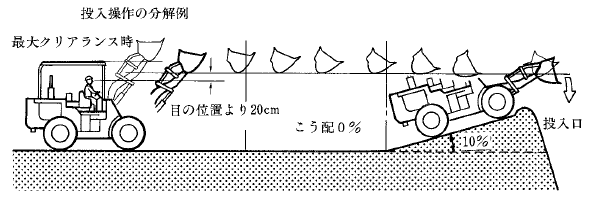 投入操作の分解例
最大クリアランス時
目の位置より20cm
こう配0%
10%
投入口